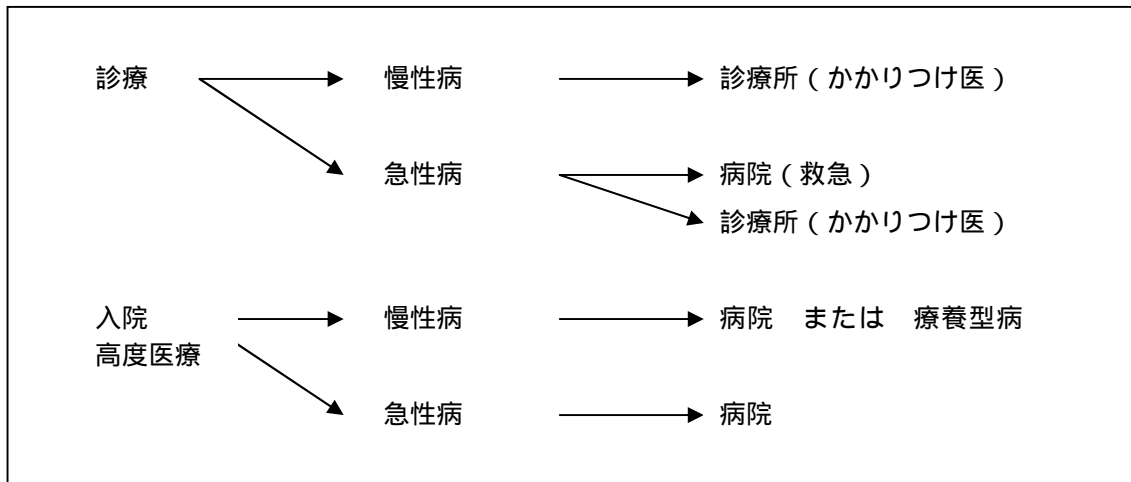 診療 慢性病 診療所（かかりつけ医）
急性病 病院（救急）
診療所（かかりつけ医）
入院 慢性病 病院 または 療養型病
高度医療
急性病 病院